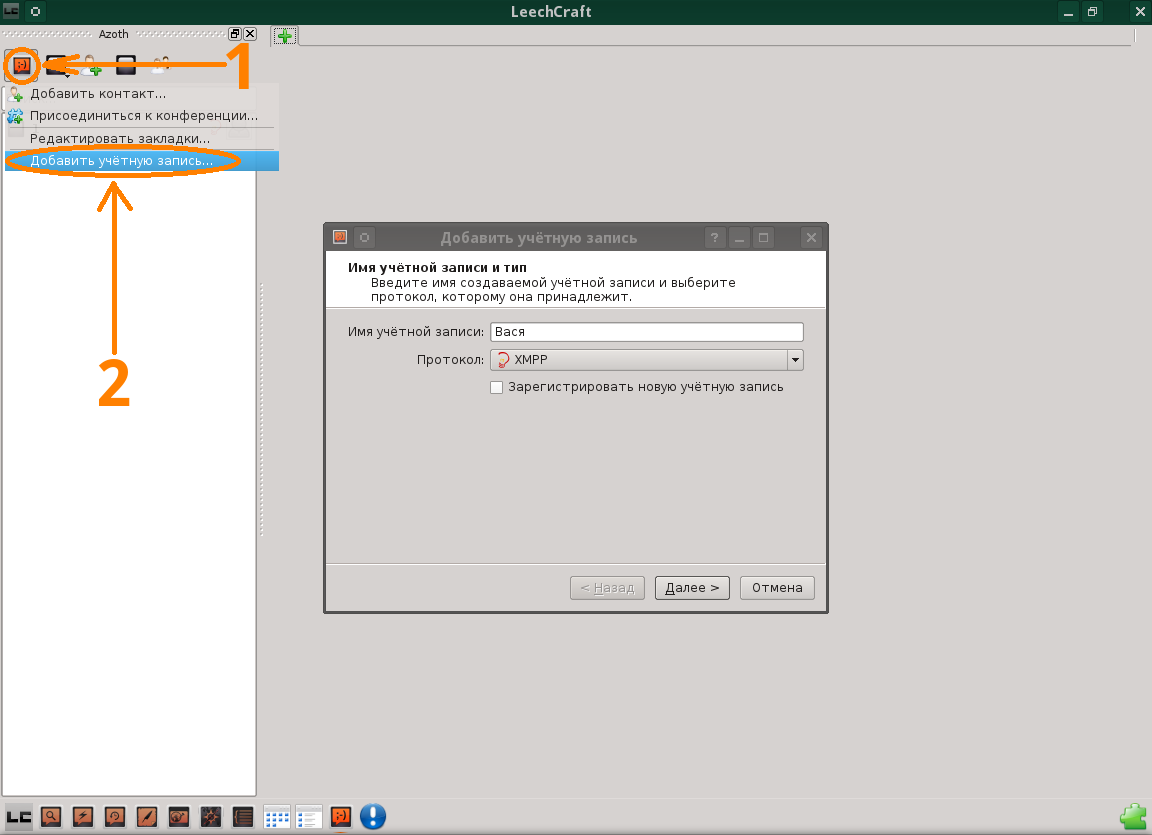 LC
LeechCraft
Azoth
1
Добавить контакт...
Присоединиться к конференции...
Редактировать закладки...
Добавить учётную запись...
2
Добавить учётную запись
?
Имя учётной записи и тип
Введите имя создаваемой учётной записи и выберите
протокол, которому она принадлежит.
Имя учётной записи: Вася
Протокол: XMPP
Зарегистрировать новую учётную запись
< Назад
Далее >
Отмена
LC